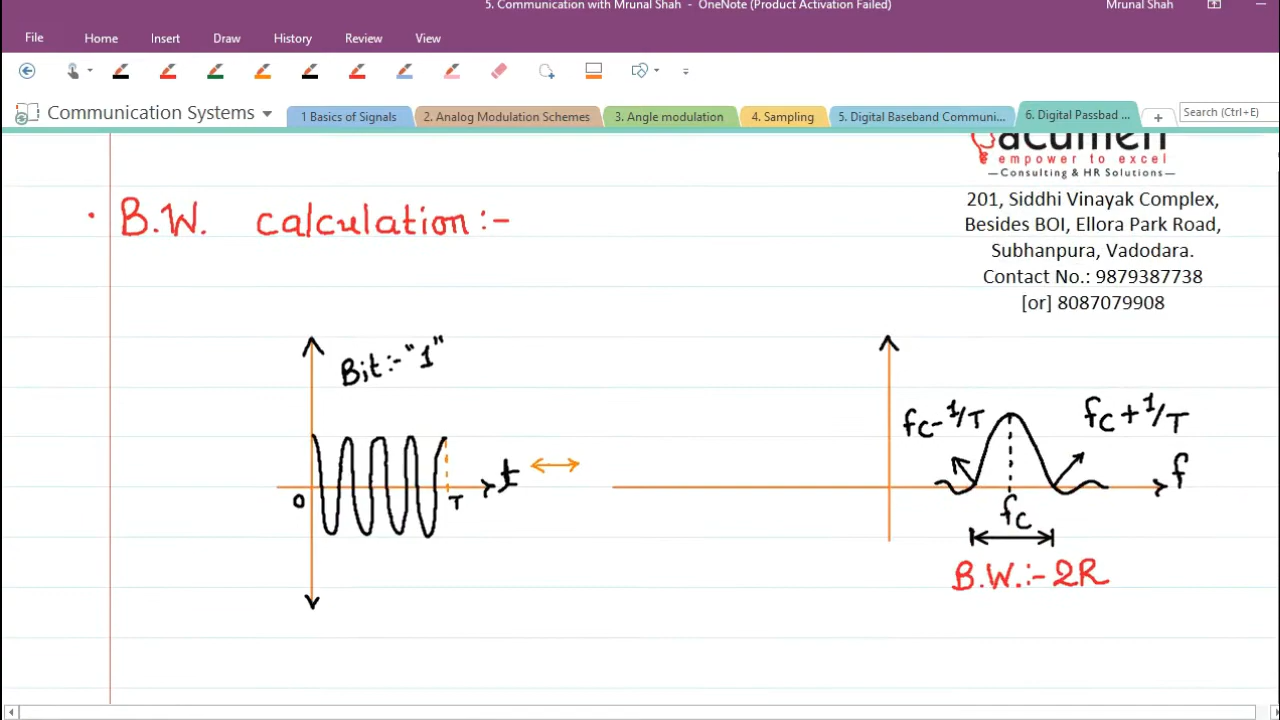 5. Communication with Mrunal Shah - OneNote (Product Activation Failed)
Mrunal Shah
File Home Insert Draw History Review View
Communication Systems
1 Basics of Signals
2. Analog Modulation Schemes
3. Angle modulation
4. Sampling
5. Digital Baseband Communi...
6. Digital Passbad ...
+
Search (Ctrl+E)
acumen
empower to excel
—Consulting & HR Solutions—
201, Siddhi Vinayak Complex,
Besides BOI, Ellora Park Road,
Subhanpura, Vadodara.
Contact No.: 9879387738
[or] 8087079908
· B.W. calculation :-
Bit :- "1"
0
T
t
fc - 1/T
fc + 1/T
f
fc
B.W. :- 2R